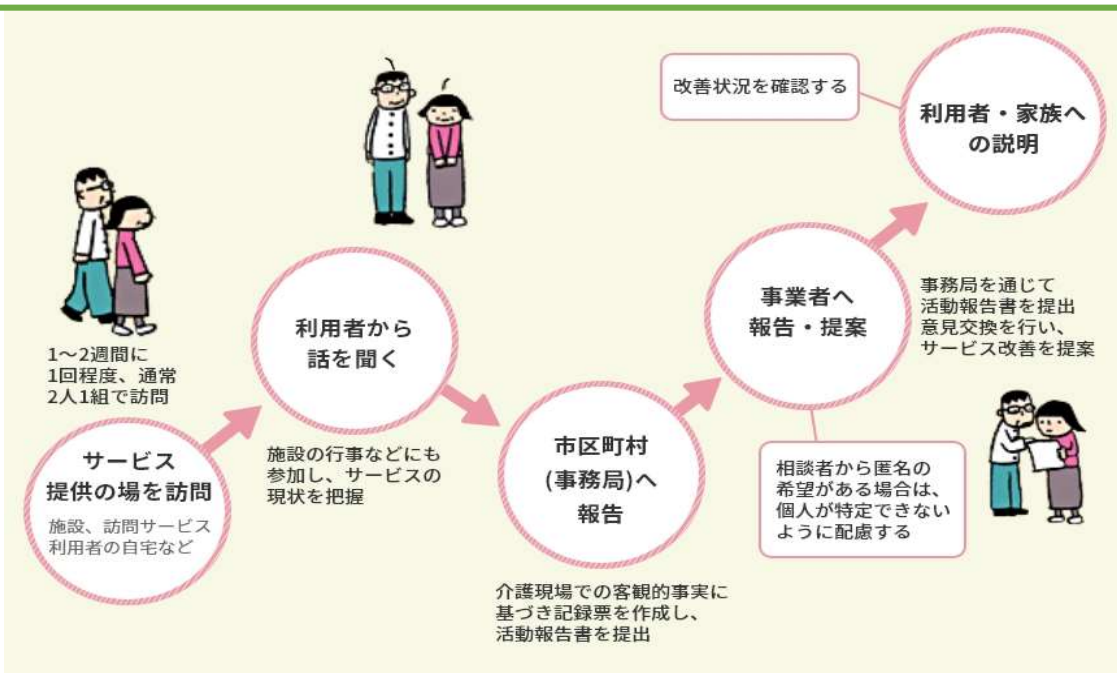 1〜2週間に
1回程度、通常
2人1組で訪問
サービス
提供の場を訪問
施設、訪問サービス
利用者の自宅など
利用者から
話を聞く
施設の行事などにも
参加し、サービスの
現状を把握
市区町村
(事務局)へ
報告
介護現場での客観的事実に
基づき記録票を作成し、
活動報告書を提出
事業者へ
報告・提案
事務局を通じて
活動報告書を提出
意見交換を行い、
サービス改善を提案
相談者から匿名の
希望がある場合は、
個人が特定できない
ように配慮する
利用者・家族へ
の説明
改善状況を確認する